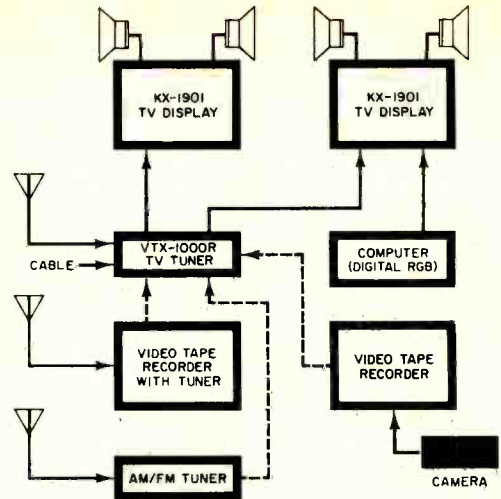 KX-1901
TV DISPLAY
KX-1901
TV DISPLAY
VTX-1000R
TV TUNER
CABLE
COMPUTER
(DIGITAL RGB)
VIDEO TAPE
RECORDER
WITH TUNER
VIDEO TAPE
RECORDER
AM/FM TUNER
CAMERA